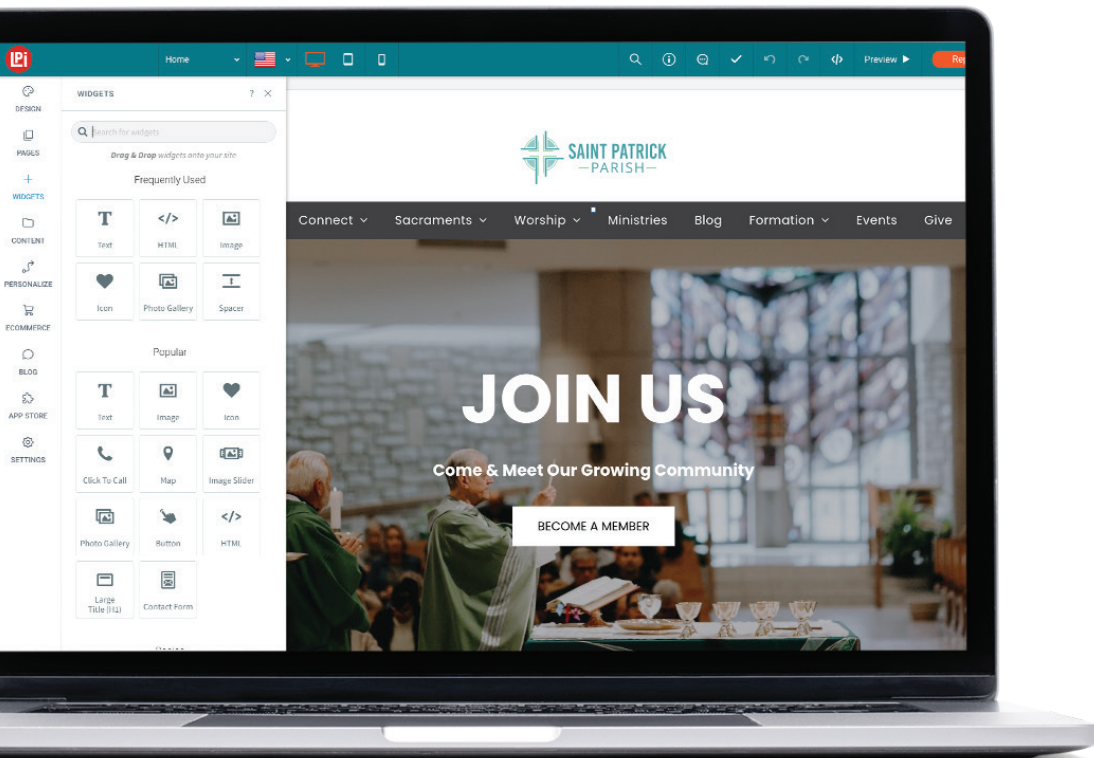 LPi
Home
Preview
DESIGN
PAGES
WIDGETS
CONTENT
PERSONALIZE
ECOMMERCE
BLOG
APP STORE
SETTINGS
WIDGETS ? ×
Search for widgets
Drag & Drop widgets onto your site
Frequently Used
Text HTML Image
Icon Photo Gallery Spacer
Popular
Text Image Icon
Click To Call Map Image Slider
Photo Gallery Button HTML
Large
Title (H1) Contact Form
SAINT PATRICK
—PARISH—
Connect Sacraments Worship Ministries Blog Formation Events Give
JOIN US
Come & Meet Our Growing Community
BECOME A MEMBER